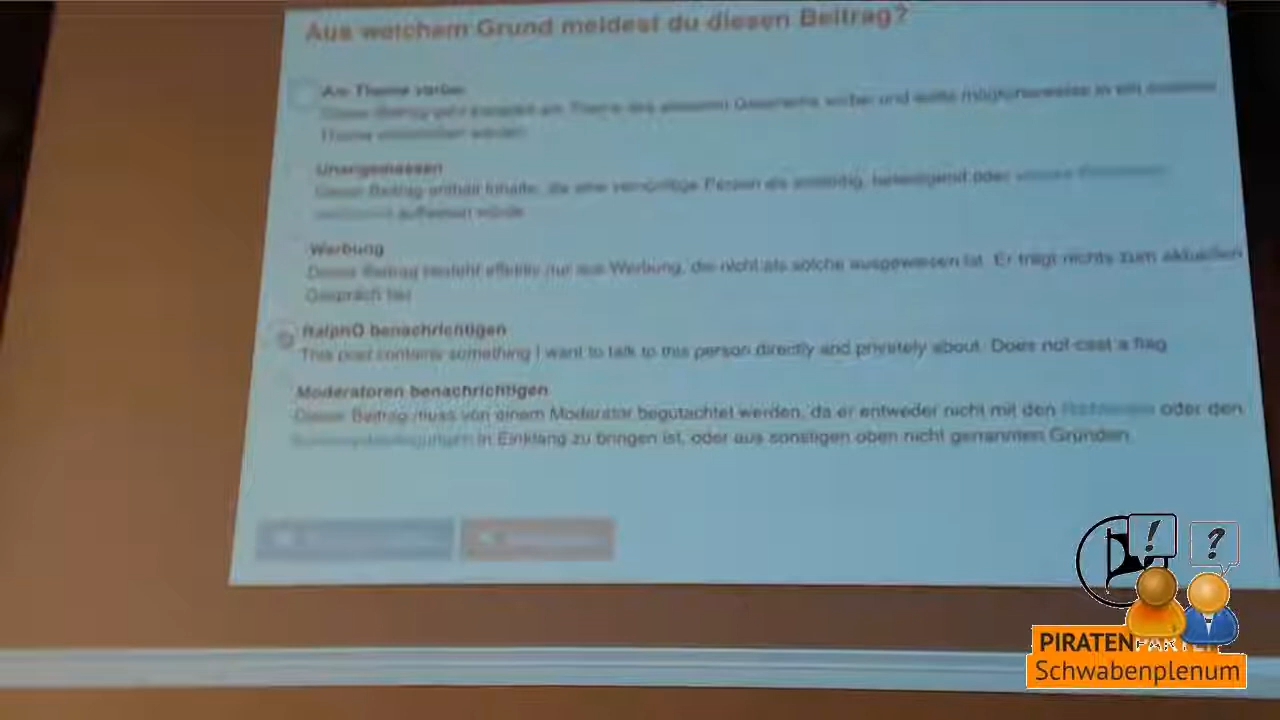 Aus welchem Grund meldest du diesen Beitrag?
Am Thema vorbei
Dieser Beitrag geht komplett am Thema des aktuellen Gesprächs vorbei und sollte möglicherweise in ein anderes
Thema verschoben werden
Unangemessen
Dieser Beitrag enthält Inhalte, die eine vernünftige Person als anstößig, beleidigend oder
auffassen würde
Werbung
Dieser Beitrag besteht effektiv nur aus Werbung, die nicht als solche ausgewiesen ist. Er trägt nichts zum aktuellen
Gespräch bei
RalphO benachrichtigen
This post contains something I want to talk to this person directly and privately about. Does not cast a flag
Moderatoren benachrichtigen
Dieser Beitrag muss von einem Moderator begutachtet werden, da er entweder nicht mit den Richtlinien oder den
in Einklang zu bringen ist, oder aus sonstigen oben nicht genannten Gründen
! ?
PIRATENPARTEI
Schwabenplenum